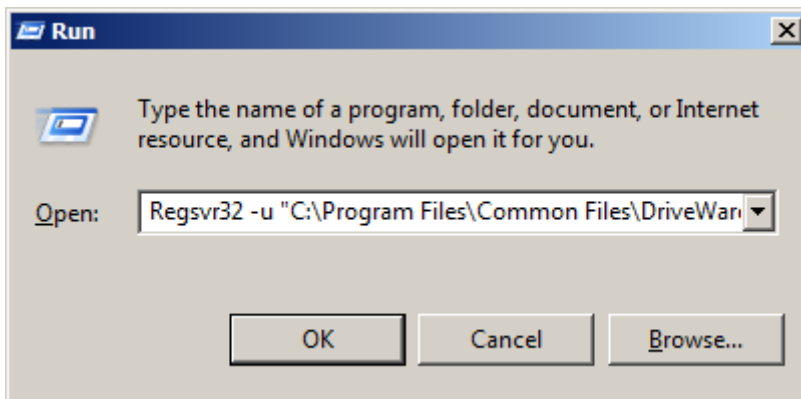 Run
Type the name of a program, folder, document, or Internet
resource, and Windows will open it for you.
Open: Regsvr32 -u "C:\Program Files\Common Files\DriveWar
OK Cancel Browse...